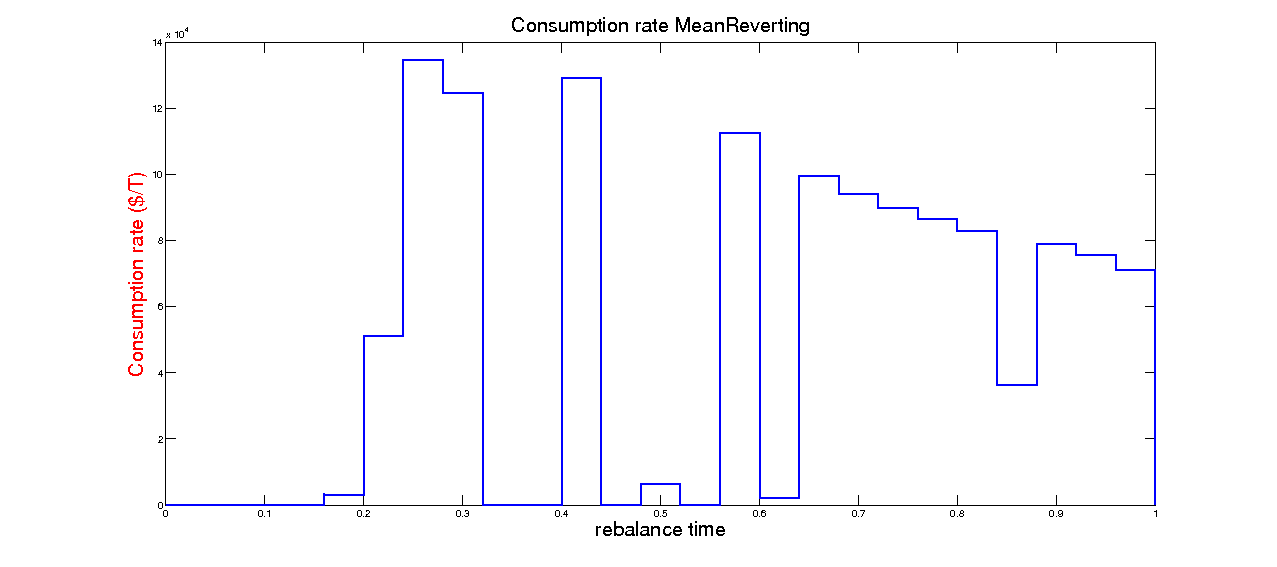 Consumption rate MeanReverting
x 10^4
14
12
10
8
6
4
2
0
Consumption rate ($/T)
0 0.1 0.2 0.3 0.4 0.5 0.6 0.7 0.8 0.9 1
rebalance time